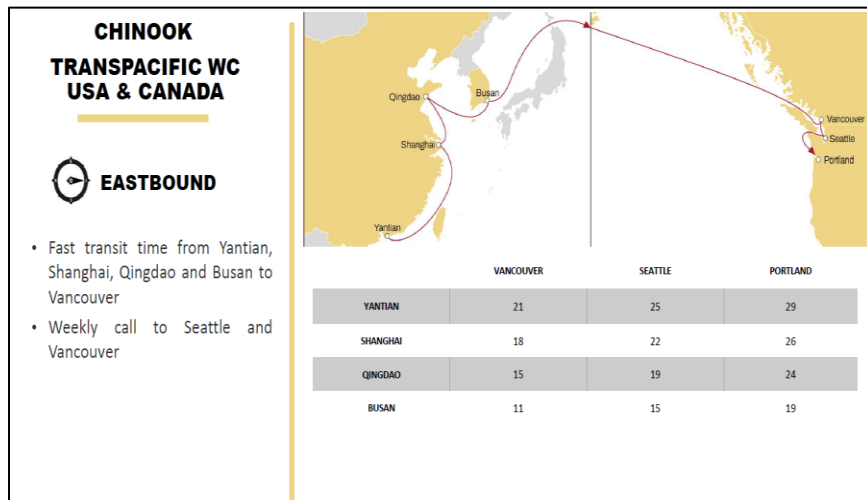 CHINOOK
TRANSPACIFIC WC
USA & CANADA
EASTBOUND
• Fast transit time from Yantian,
Shanghai, Qingdao and Busan to
Vancouver
• Weekly call to Seattle and
Vancouver
Qingdao
Busan
Shanghai
Yantian
Vancouver
Seattle
Portland
VANCOUVER SEATTLE PORTLAND
YANTIAN 21 25 29
SHANGHAI 18 22 26
QINGDAO 15 19 24
BUSAN 11 15 19